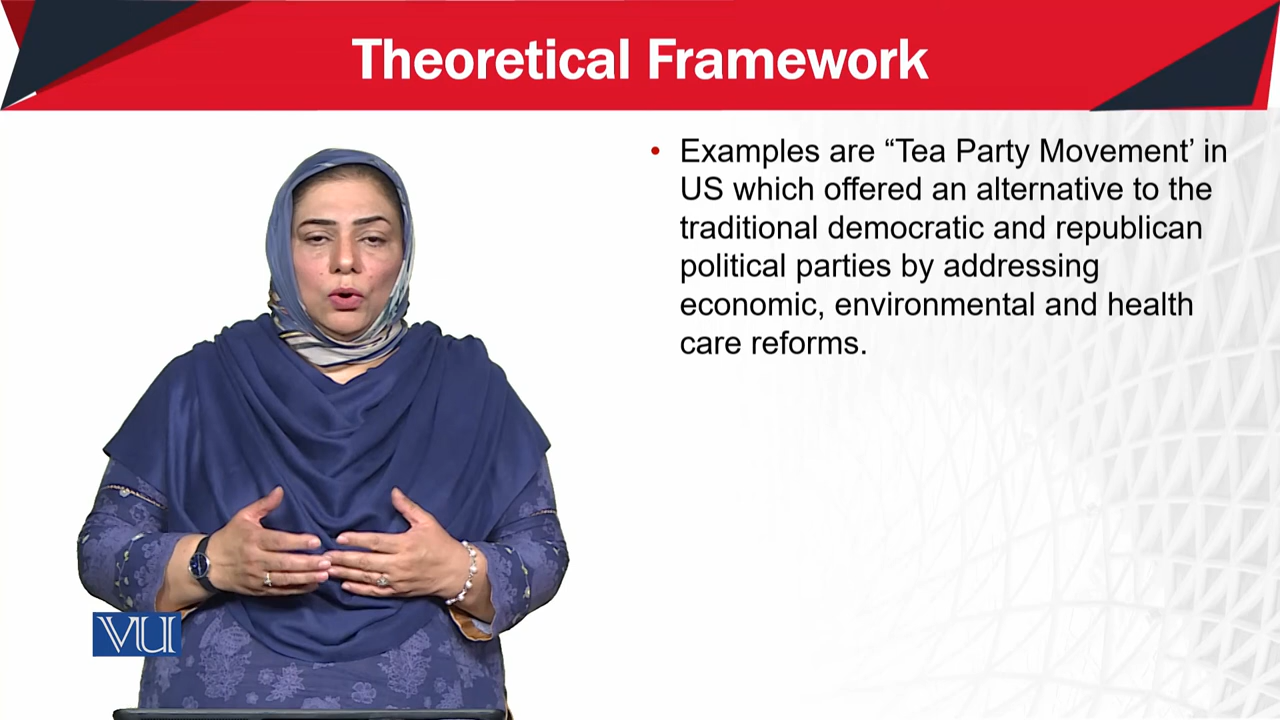 Theoretical Framework
• Examples are “Tea Party Movement’ in
US which offered an alternative to the
traditional democratic and republican
political parties by addressing
economic, environmental and health
care reforms.
VU